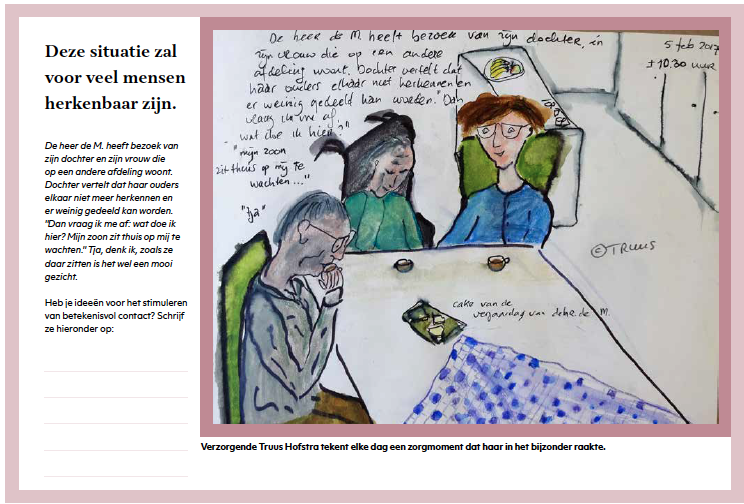 Deze situatie zal
voor veel mensen
herkenbaar zijn.
De heer de M. heeft bezoek van
zijn dochter en zijn vrouw die
op een andere afdeling woont.
Dochter vertelt dat haar ouders
elkaar niet meer herkennen en
er weinig gedeeld kan worden.
"Dan vraag ik me af: wat doe ik
hier? Mijn zoon zit thuis op mij te
wachten." Tja, denk ik, zoals ze
daar zitten is het wel een mooi
gezicht.
Heb je ideeën voor het stimuleren
van betekenisvol contact? Schrijf
ze hieronder op:
De heer de M. heeft bezoek van zijn dochter, en
zijn vrouw die op een andere
afdeling woont. Dochter vertelt dat
haar ouders elkaar niet herkennen en
er weinig gedeeld kan worden. "Dan
vraag ik me af
wat doe ik hier?"
"mijn zoon
zit thuis op mij te
wachten..."
"tja"
5 feb 2017
± 10.30 uur
© TRUUS
cake van de
verjaardag van dehr. de M.
Verzorgende Truus Hofstra tekent elke dag een zorgmoment dat haar in het bijzonder raakte.